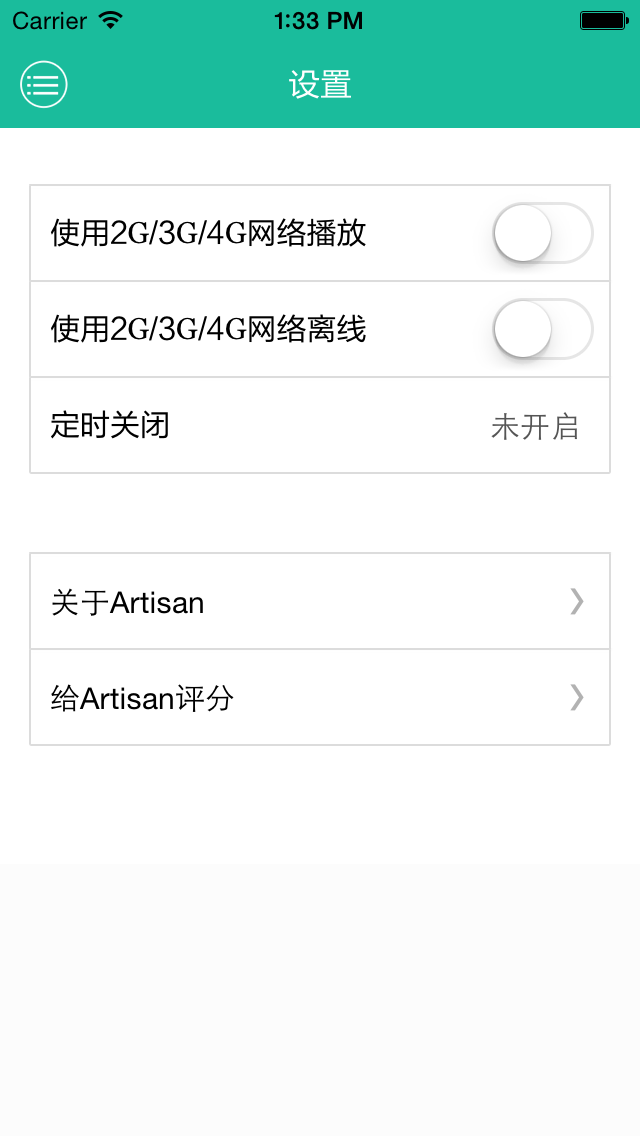 Carrier 1:33 PM
设置
使用2G/3G/4G网络播放
使用2G/3G/4G网络离线
定时关闭 未开启
关于Artisan
给Artisan评分